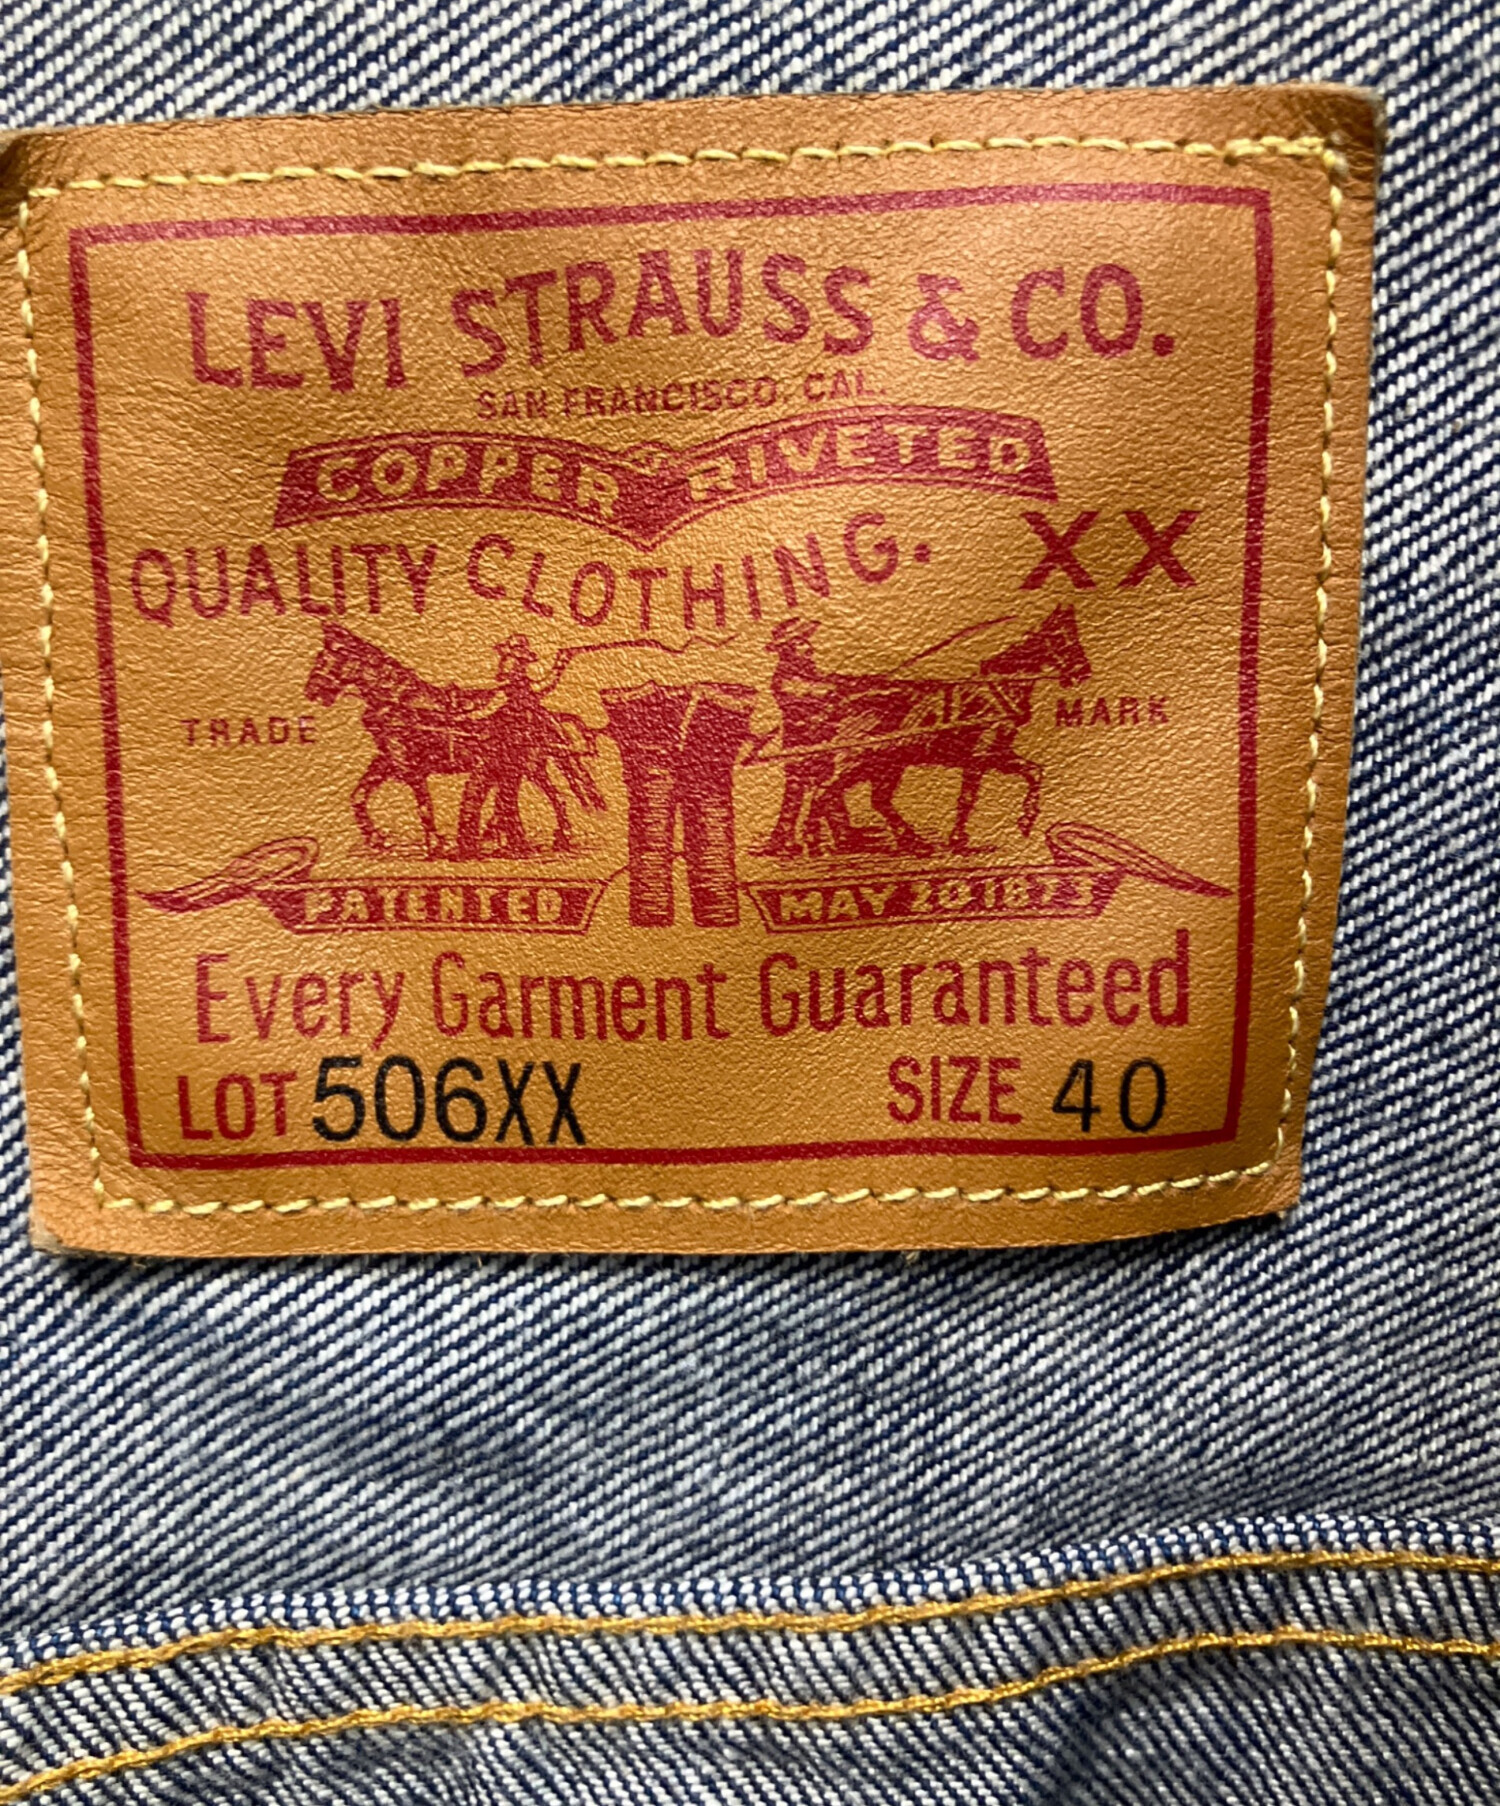 LEVI STRAUSS & CO.
SAN FRANCISCO, CAL.
COPPER RIVETED
QUALITY CLOTHING. XX
TRADE MARK
PATENTED MAY 20 1873
Every Garment Guaranteed
LOT 506XX SIZE 40